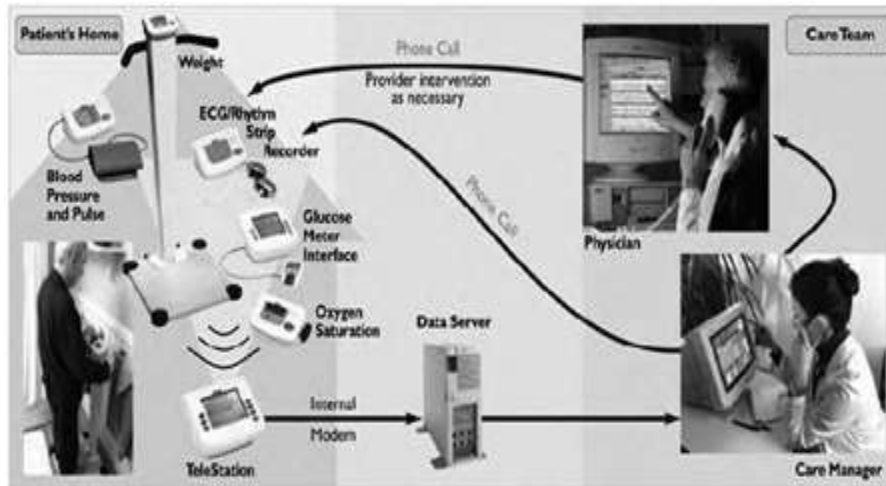 Patient's Home
Weight
ECG/Rhythm
Strip
Recorder
Blood
Pressure
and Pulse
Glucose
Meter
Interface
Oxygen
Saturation
TeleStation
Internal
Modem
Data Server
Phone Call
Provider intervention
as necessary
Phone Call
Care Team
Physician
Care Manager